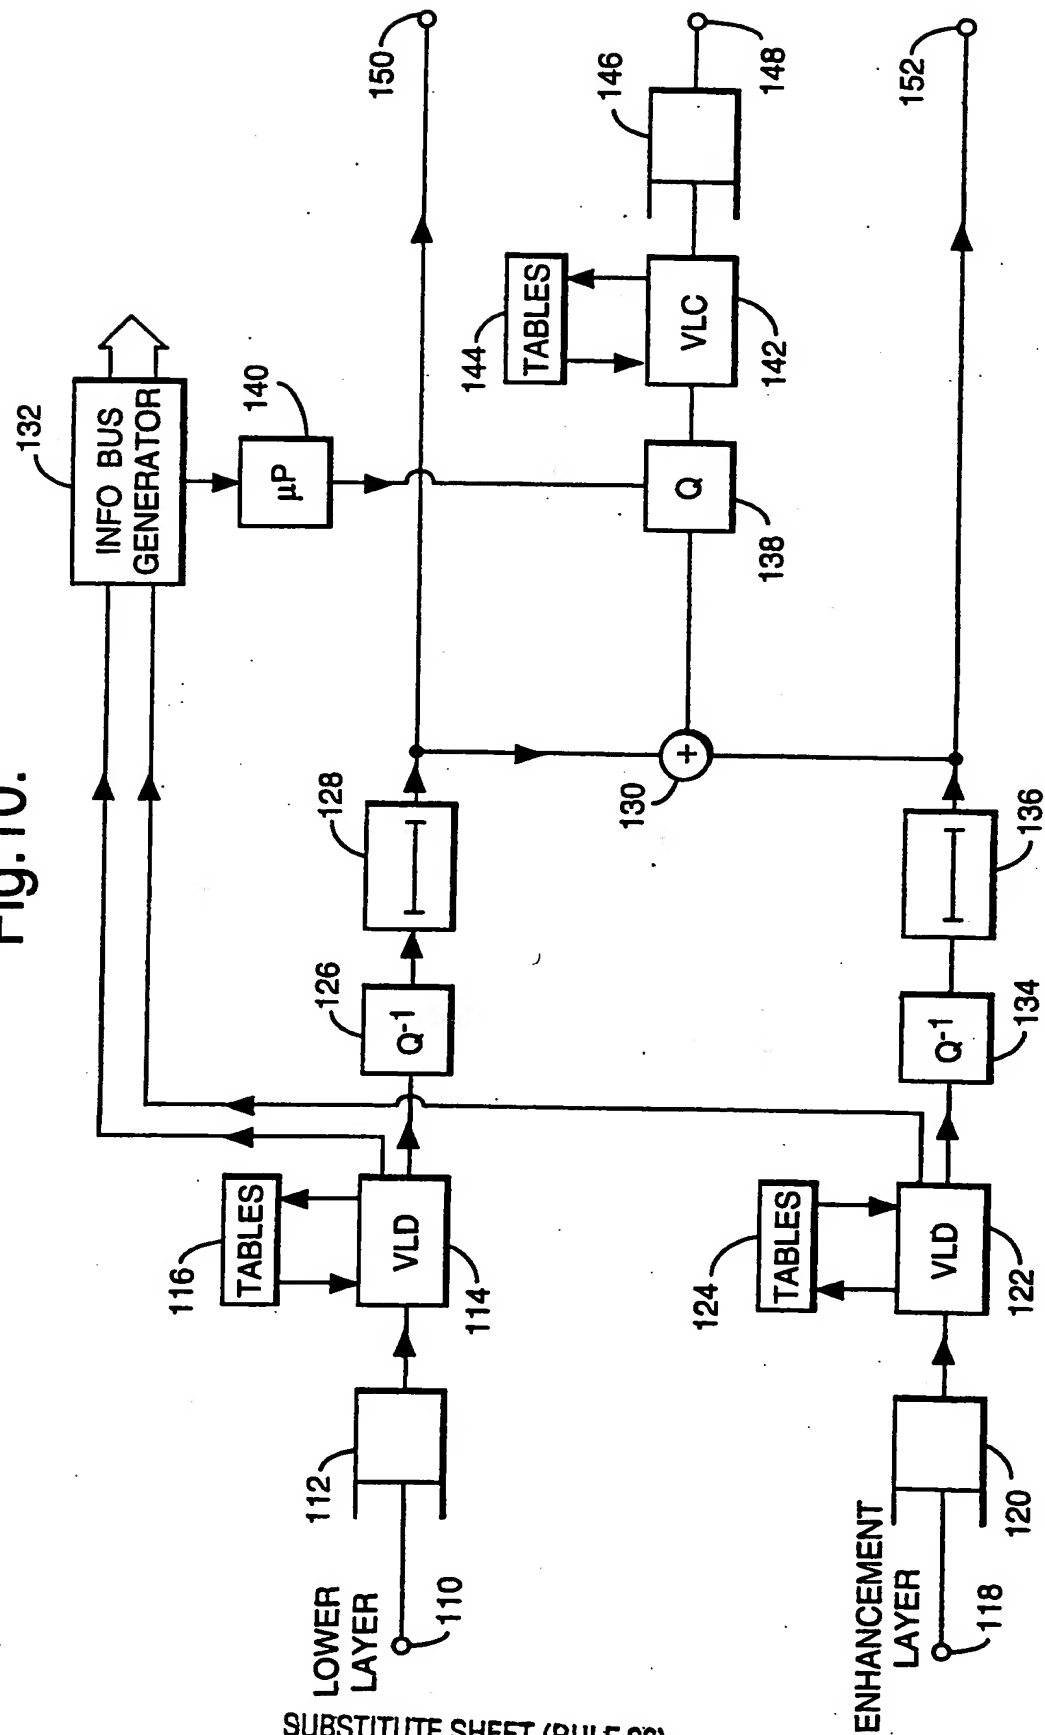 Fig.10.
132
INFO BUS
GENERATOR
140
µP
150
146
148
152
144
TABLES
VLC
142
Q
138
128
130
136
126
Q-1
Q-1
134
116
TABLES
VLD
114
124
TABLES
VLD
122
112
120
LOWER
LAYER
110
ENHANCEMENT
LAYER
118
SUBSTITUTE SHEET (RULE 26)